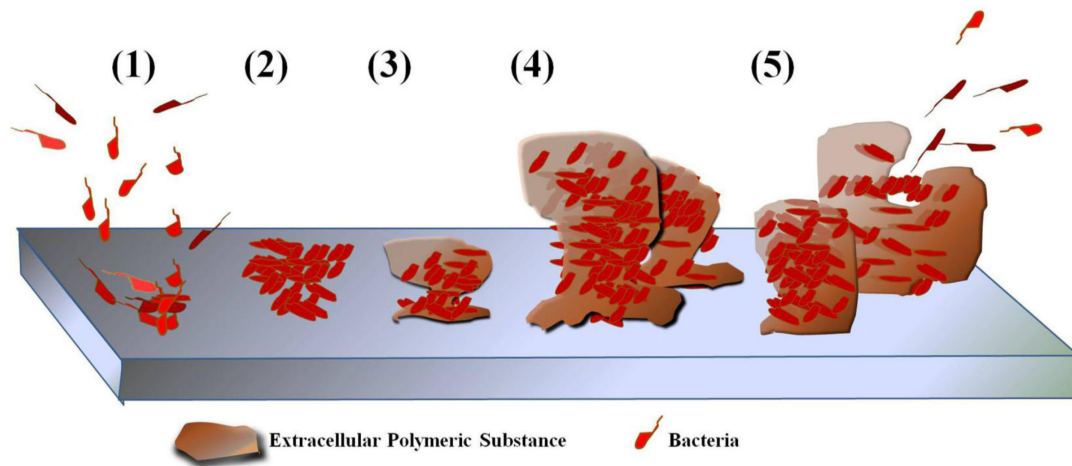 (1) (2) (3) (4) (5)
Extracellular Polymeric Substance Bacteria